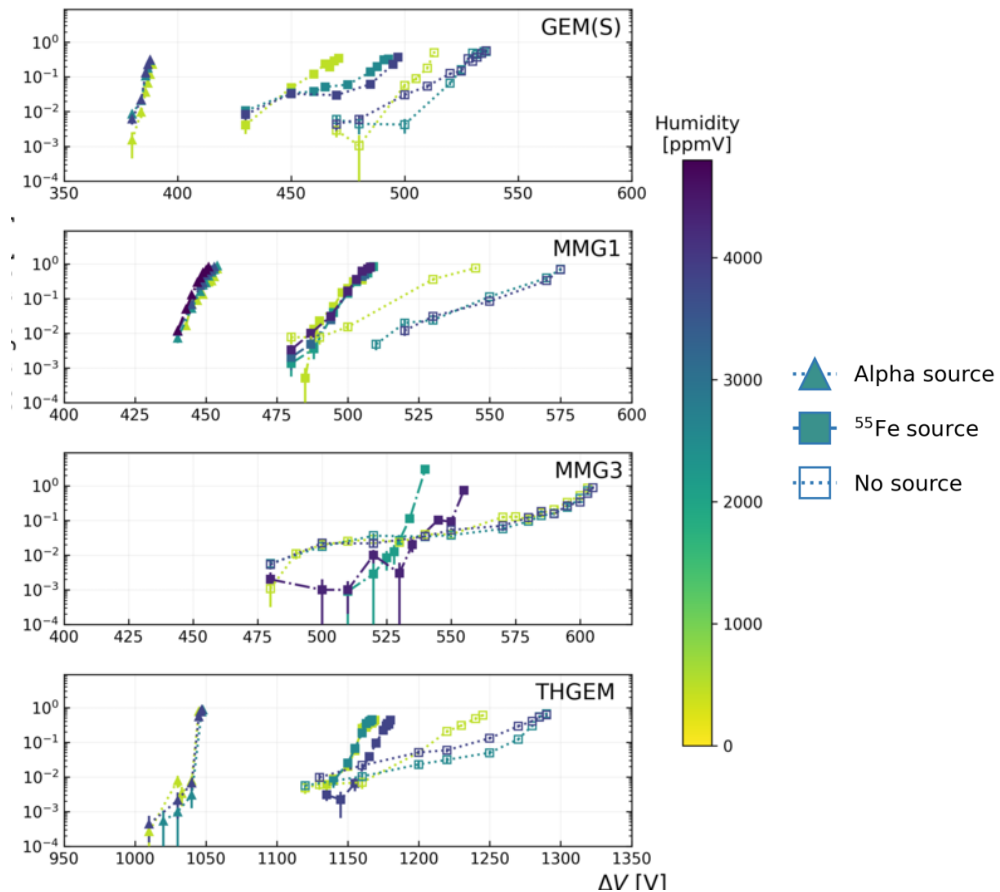 GEM(S)
10⁰
10⁻¹
10⁻²
10⁻³
10⁻⁴
350 400 450 500 550 600
MMG1
10⁰
10⁻¹
10⁻²
10⁻³
10⁻⁴
400 425 450 475 500 525 550 575 600
MMG3
10⁰
10⁻¹
10⁻²
10⁻³
10⁻⁴
400 425 450 475 500 525 550 575 600
THGEM
10⁰
10⁻¹
10⁻²
10⁻³
10⁻⁴
950 1000 1050 1100 1150 1200 1250 1300 1350
ΔV [V]
Humidity
[ppmV]
4000
3000
2000
1000
0
Alpha source
⁵⁵Fe source
No source